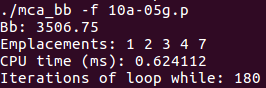 ./mca_bb -f 10a-05g.p
Bb: 3506.75
Emplacements: 1 2 3 4 7
CPU time (ms): 0.624112
Iterations of loop while: 180